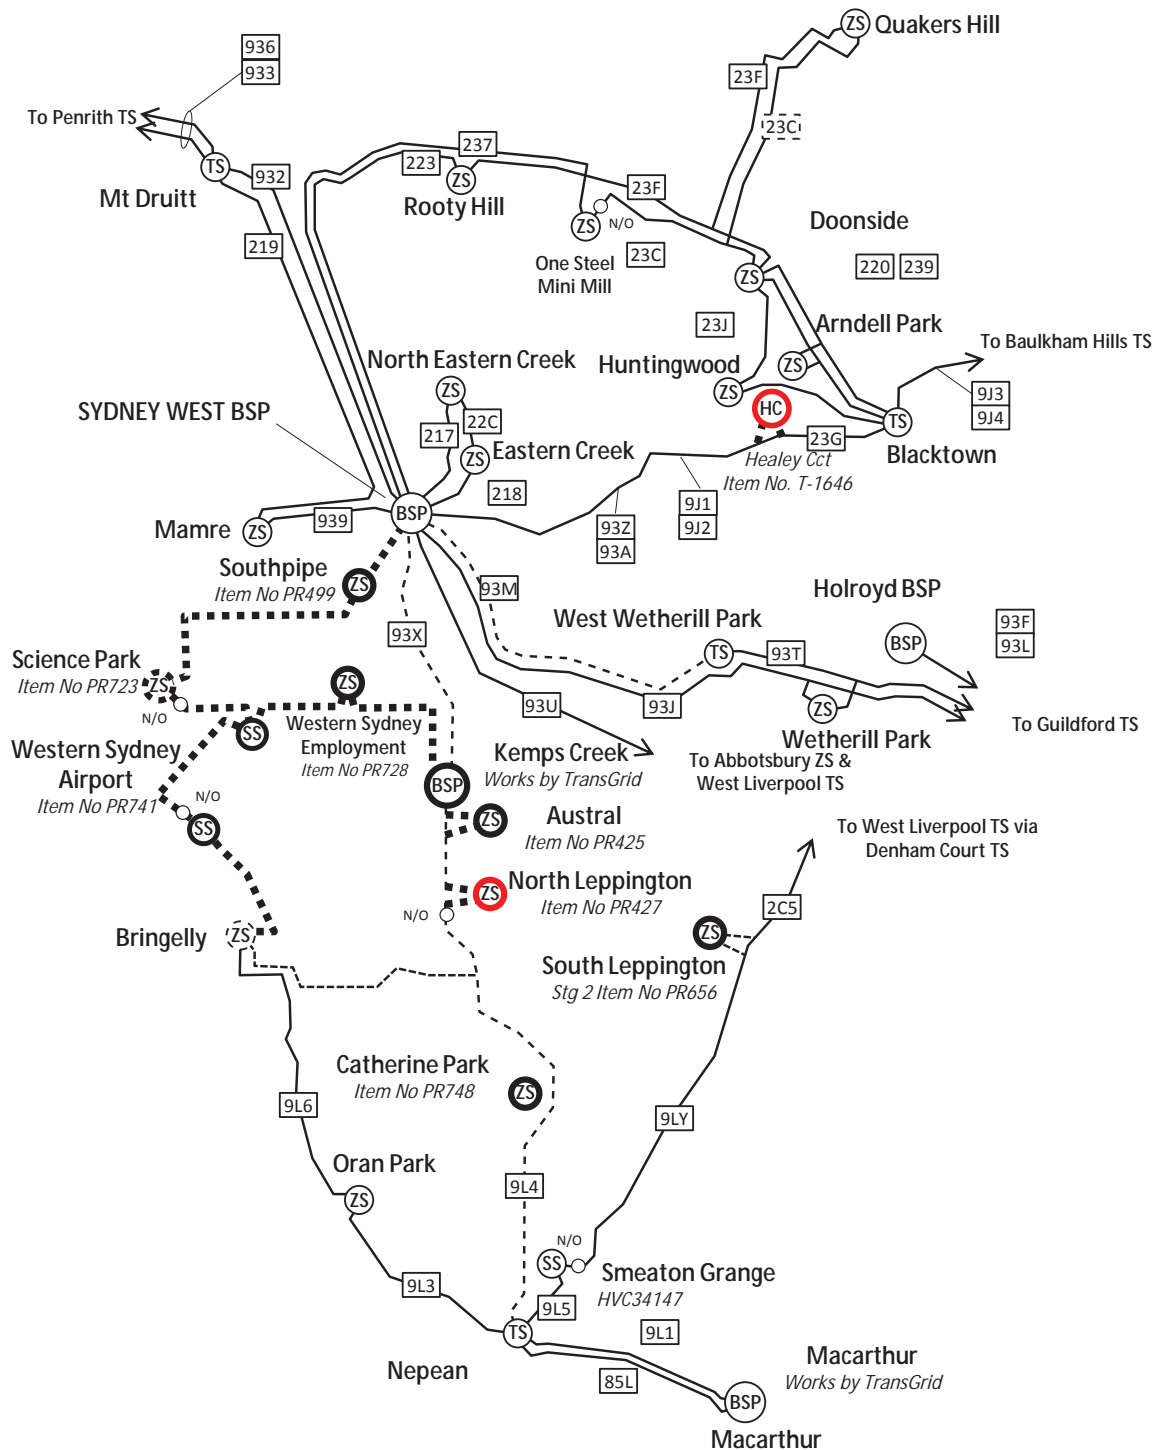 ZS
Quakers Hill
936
933
23F
To Penrith TS
23C
237
TS
932
223
Mt Druitt
ZS
Rooty Hill
23F
Doonside
219
ZS
N/O
One Steel
Mini Mill
23C
220
239
ZS
23J
Arndell Park
To Baulkham Hills TS
North Eastern Creek
Huntingwood
ZS
ZS
ZS
9J3
9J4
SYDNEY WEST BSP
HC
22C
217
TS
23G
Blacktown
Eastern Creek
ZS
Healey Cct
Item No. T-1646
218
9J1
9J2
BSP
93Z
93A
Mamre
ZS
939
Southpipe
Item No PR499
ZS
93M
Holroyd BSP
West Wetherill Park
93F
93L
93X
BSP
TS
93T
Science Park
Item No PR723
ZS
N/O
ZS
93U
93J
ZS
To Guildford TS
Western Sydney
Employment
Item No PR728
SS
Western Sydney
Airport
Item No PR741
N/O
SS
Kemps Creek
Works by TransGrid
Wetherill Park
To Abbotsbury ZS &
West Liverpool TS
BSP
Austral
Item No PR425
ZS
To West Liverpool TS via
Denham Court TS
North Leppington
Item No PR427
ZS
N/O
2C5
Bringelly
ZS
ZS
South Leppington
Stg 2 Item No PR656
Catherine Park
Item No PR748
ZS
9L6
9LY
Oran Park
ZS
9L4
N/O
SS
Smeaton Grange
HVC34147
9L3
9L5
TS
9L1
Nepean
85L
Macarthur
Works by TransGrid
BSP
Macarthur